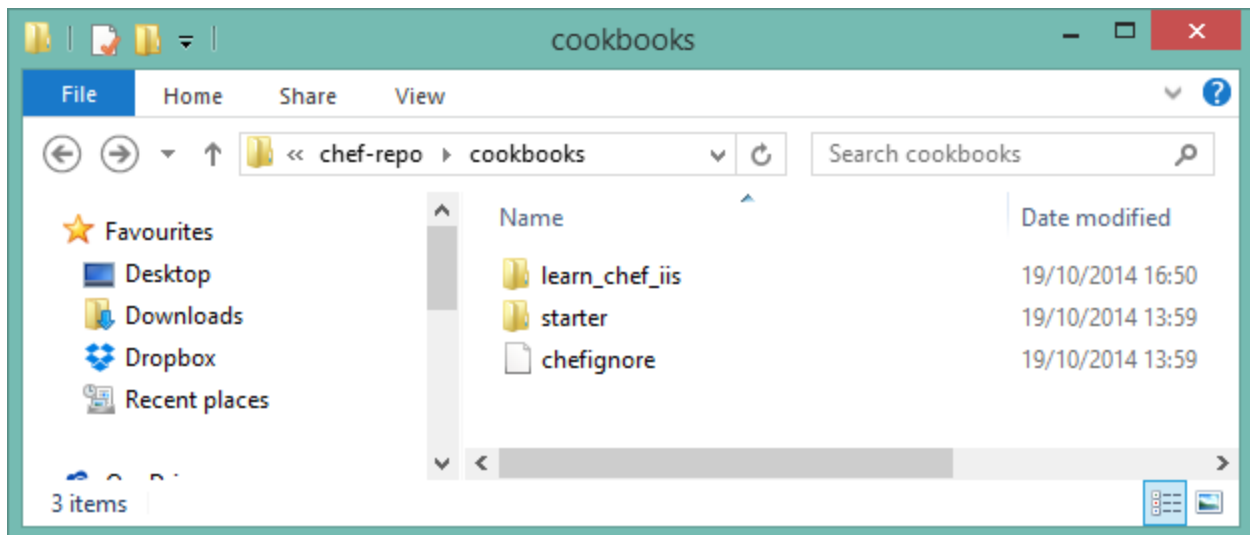 cookbooks
File Home Share View
« chef-repo cookbooks Search cookbooks
Name Date modified
Favourites
Desktop
Downloads
Dropbox
Recent places
learn_chef_iis 19/10/2014 16:50
starter 19/10/2014 13:59
chefignore 19/10/2014 13:59
3 items